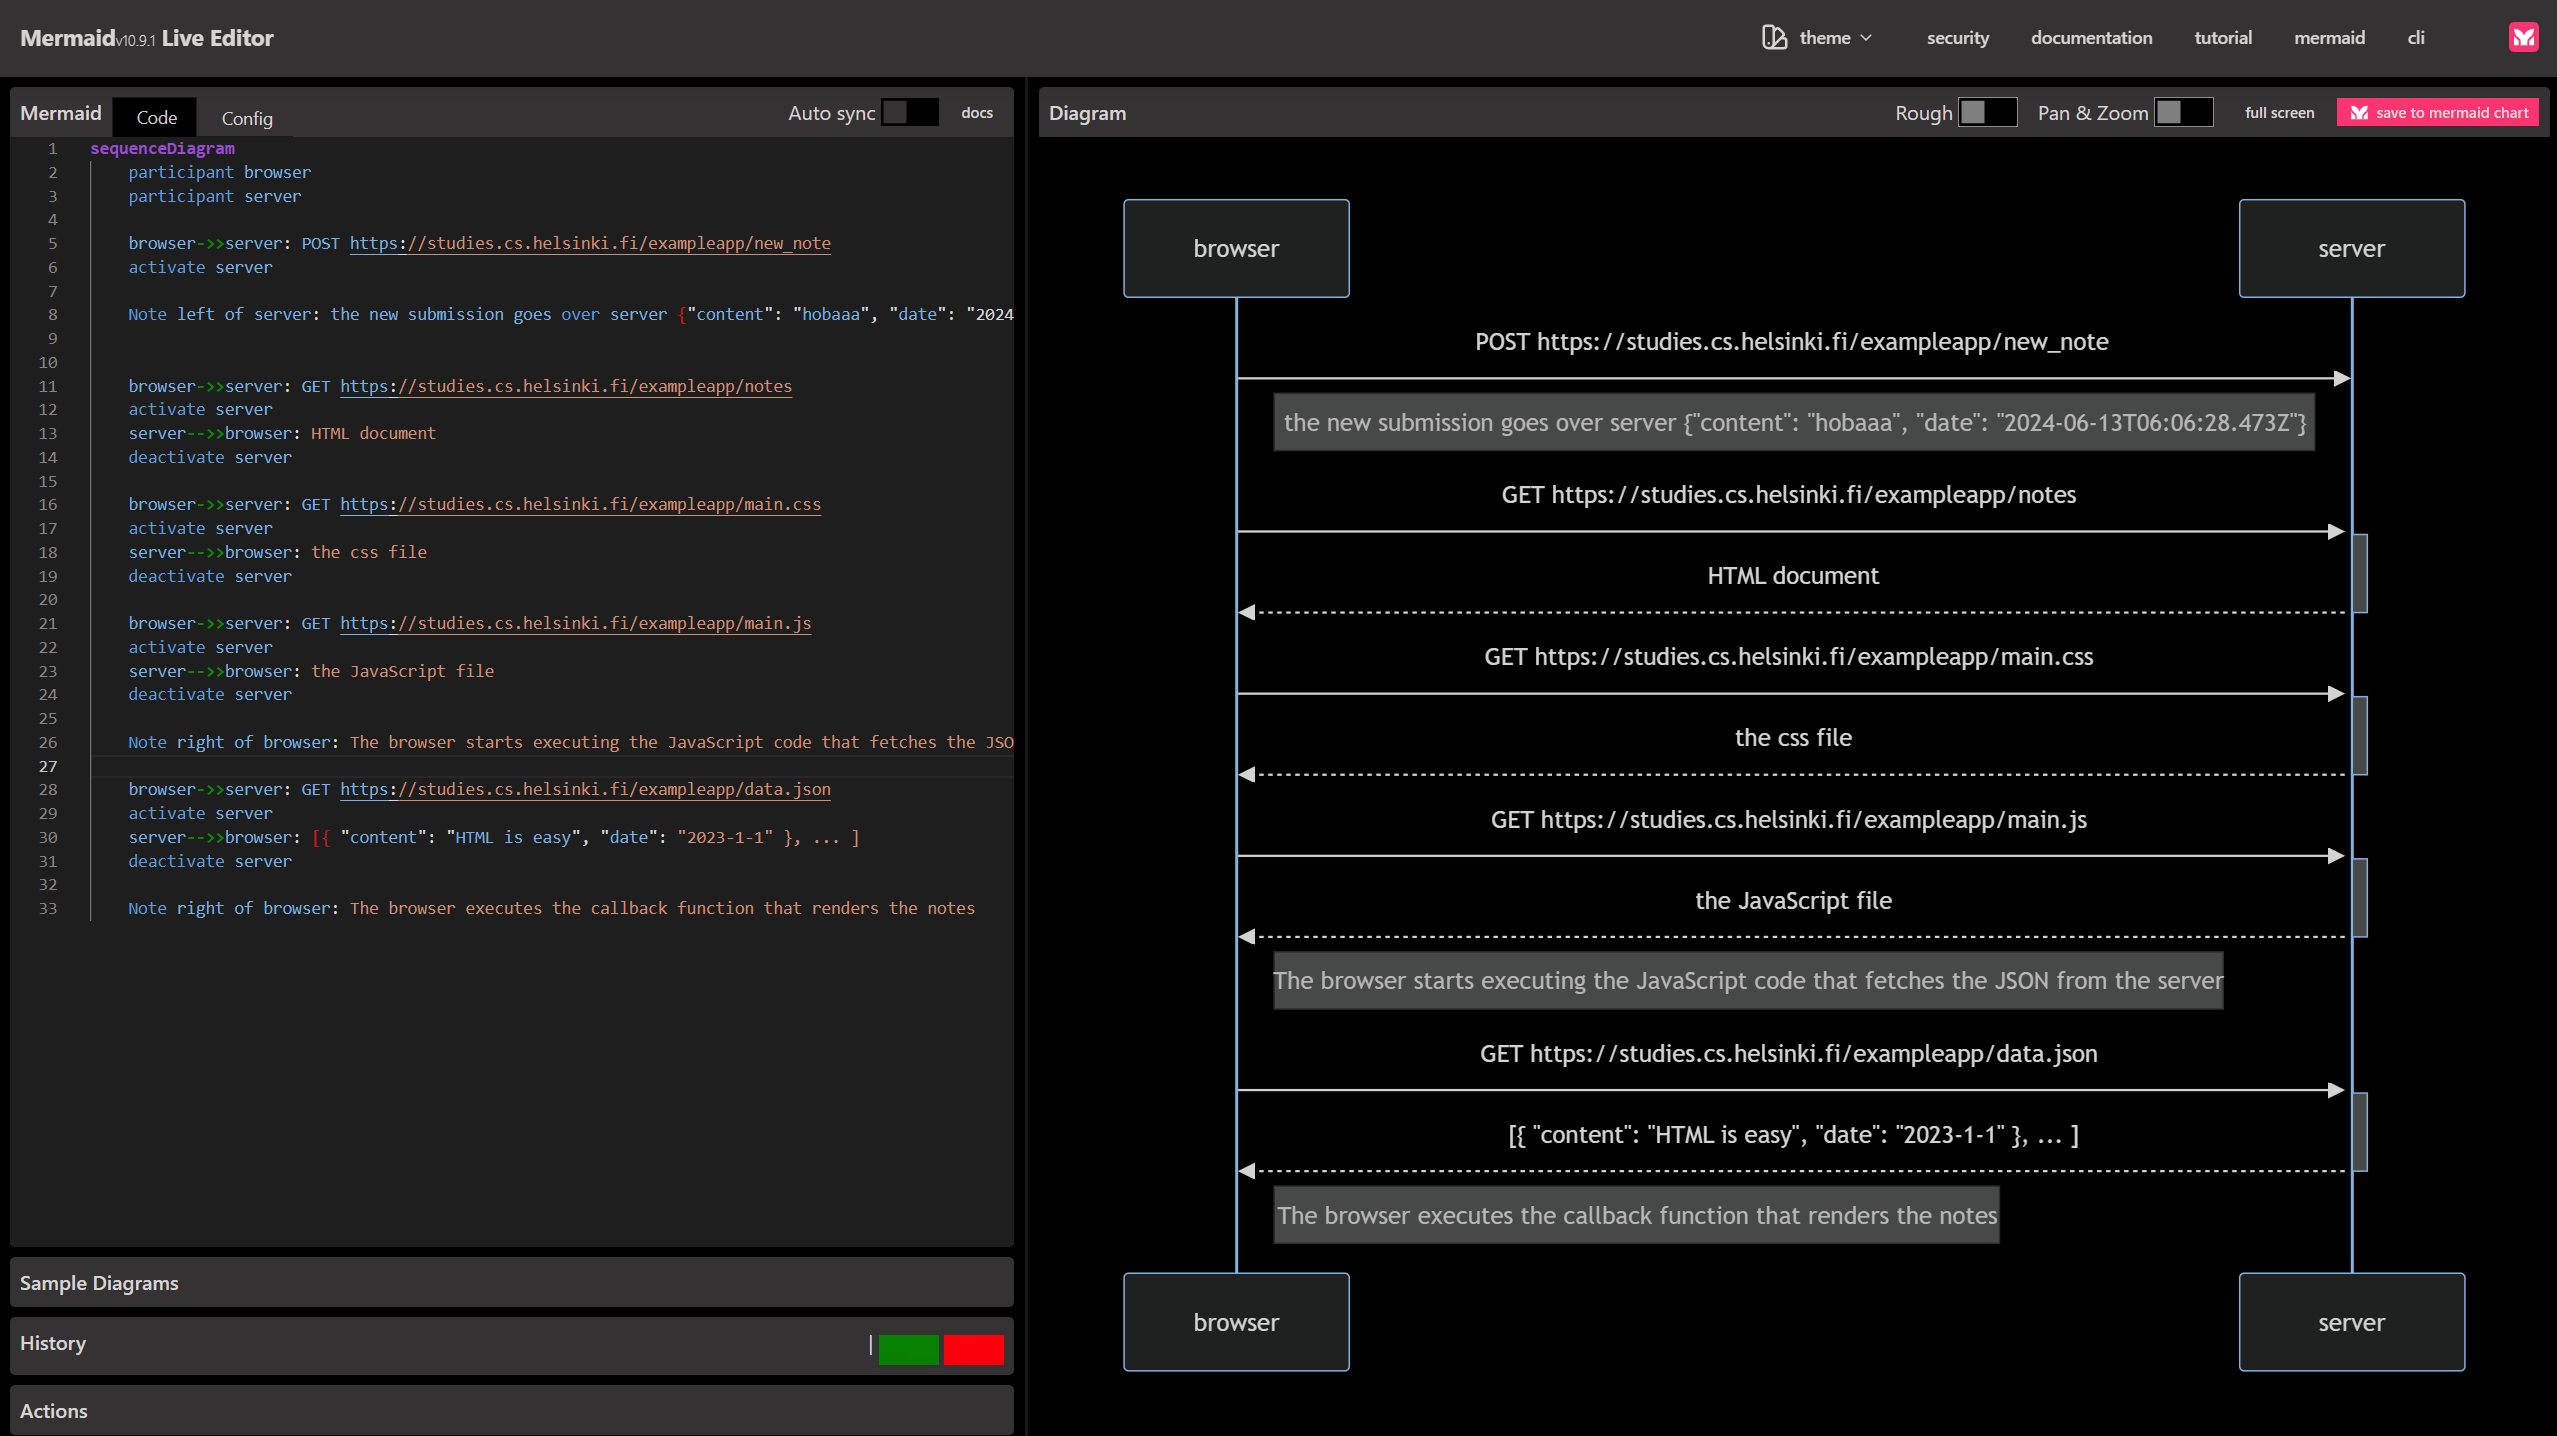 Mermaid v10.9.1 Live Editor
theme
security
documentation
tutorial
mermaid
cli
Mermaid
Code
Config
Auto sync
docs
1 sequenceDiagram
2 participant browser
3 participant server
4
5 browser->>server: POST https://studies.cs.helsinki.fi/exampleapp/new_note
6 activate server
7
8 Note left of server: the new submission goes over server {"content": "hobaaa", "date": "2024
9
10
11 browser->>server: GET https://studies.cs.helsinki.fi/exampleapp/notes
12 activate server
13 server-->>browser: HTML document
14 deactivate server
15
16 browser->>server: GET https://studies.cs.helsinki.fi/exampleapp/main.css
17 activate server
18 server-->>browser: the css file
19 deactivate server
20
21 browser->>server: GET https://studies.cs.helsinki.fi/exampleapp/main.js
22 activate server
23 server-->>browser: the JavaScript file
24 deactivate server
25
26 Note right of browser: The browser starts executing the JavaScript code that fetches the JSO
27
28 browser->>server: GET https://studies.cs.helsinki.fi/exampleapp/data.json
29 activate server
30 server-->>browser: [{ "content": "HTML is easy", "date": "2023-1-1" }, ... ]
31 deactivate server
32
33 Note right of browser: The browser executes the callback function that renders the notes
Sample Diagrams
History
Actions
Diagram
Rough
Pan & Zoom
full screen
save to mermaid chart
browser
server
POST https://studies.cs.helsinki.fi/exampleapp/new_note
the new submission goes over server {"content": "hobaaa", "date": "2024-06-13T06:06:28.473Z"}
GET https://studies.cs.helsinki.fi/exampleapp/notes
HTML document
GET https://studies.cs.helsinki.fi/exampleapp/main.css
the css file
GET https://studies.cs.helsinki.fi/exampleapp/main.js
the JavaScript file
The browser starts executing the JavaScript code that fetches the JSON from the server
GET https://studies.cs.helsinki.fi/exampleapp/data.json
[{ "content": "HTML is easy", "date": "2023-1-1" }, ... ]
The browser executes the callback function that renders the notes
browser
server